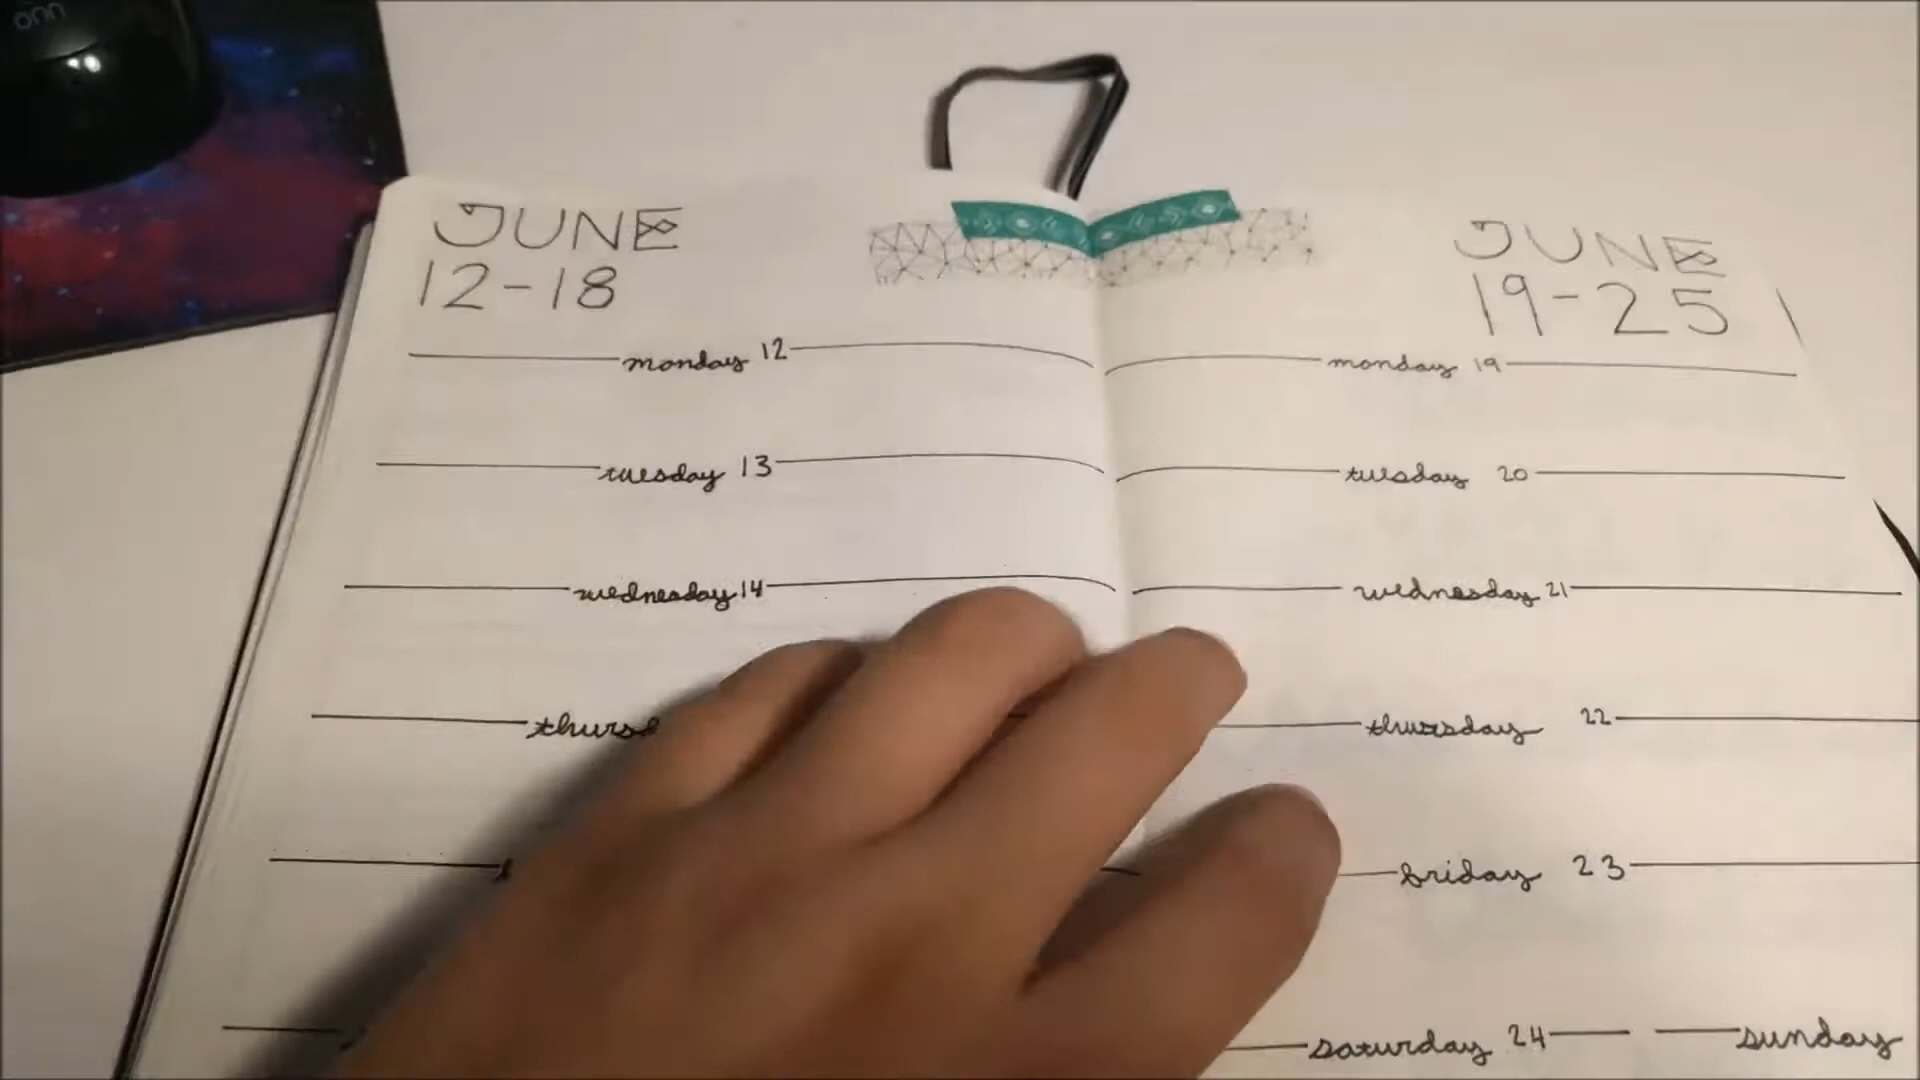 onn
JUNE
12-18
monday 12
tuesday 13
wednesday 14
thursd
JUNE
19-25
monday 19
tuesday 20
wednesday 21
thursday 22
friday 23
saturday 24
sunday